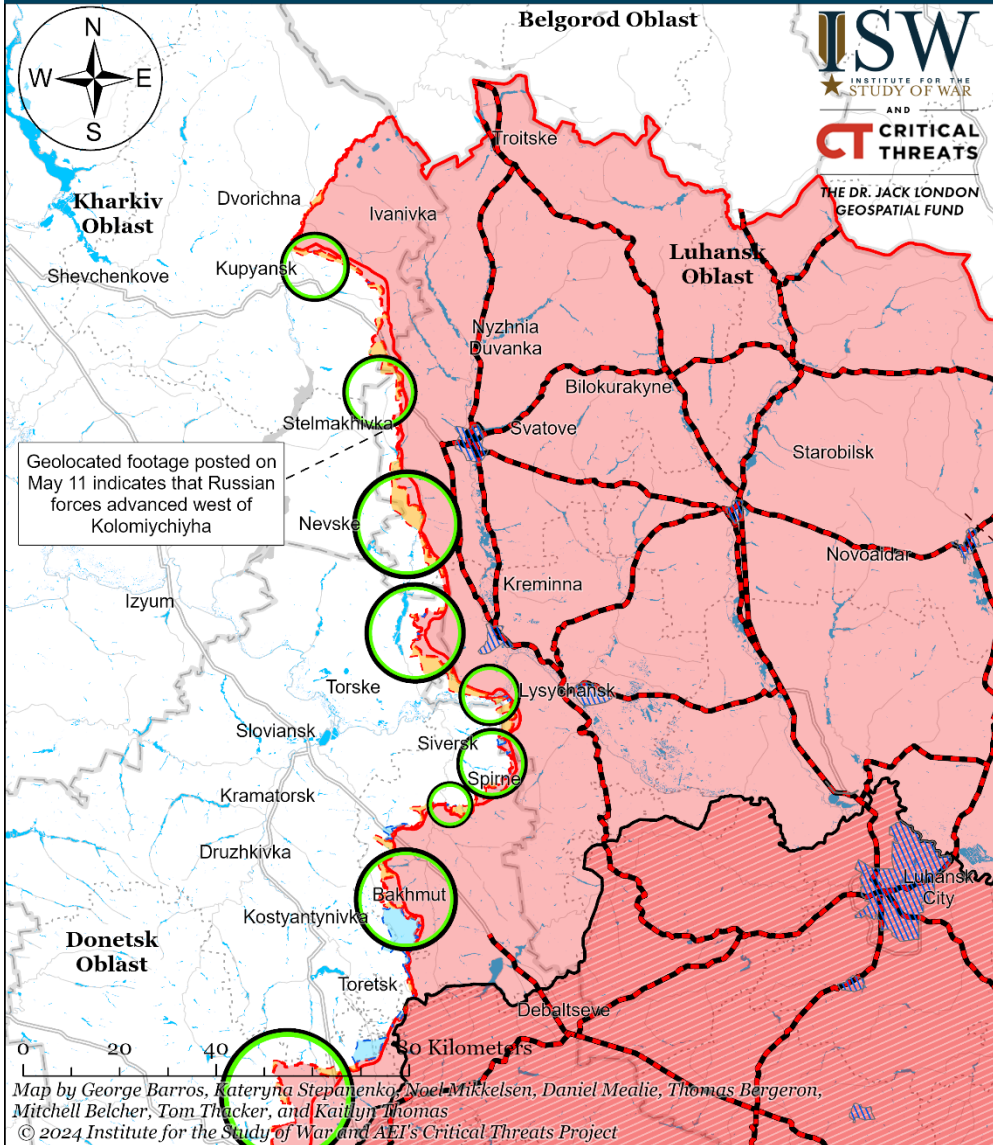 Belgorod Oblast
N
W E
S
ISW
INSTITUTE FOR THE
STUDY OF WAR
AND
CT CRITICAL
THREATS
THE DR. JACK LONDON
GEOSPATIAL FUND
Troitske
Kharkiv
Oblast
Dvorichna
Ivanivka
Luhansk
Oblast
Kupyansk
Shevchenkove
Nyzhnia
Duvanka
Bilokurakyne
Stelmakhivka
Svatove
Starobilsk
Geolocated footage posted on
May 11 indicates that Russian
forces advanced west of
Kolomiychiyha
Nevske
Novoaldar
Kreminna
Izyum
Torske
Lysychansk
Sloviansk
Siversk
Spirne
Kramatorsk
Druzhkivka
Bakhmut
Luhansk
City
Kostyantynivka
Donetsk
Oblast
Toretsk
Debaltseve
0 20 40 80 Kilometers
Map by George Barros, Kateryna Stepanenko, Noel Mikkelsen, Daniel Mealie, Thomas Bergeron,
Mitchell Belcher, Tom Thacker, and Kaitlyn Thomas
© 2024 Institute for the Study of War and AEI's Critical Threats Project